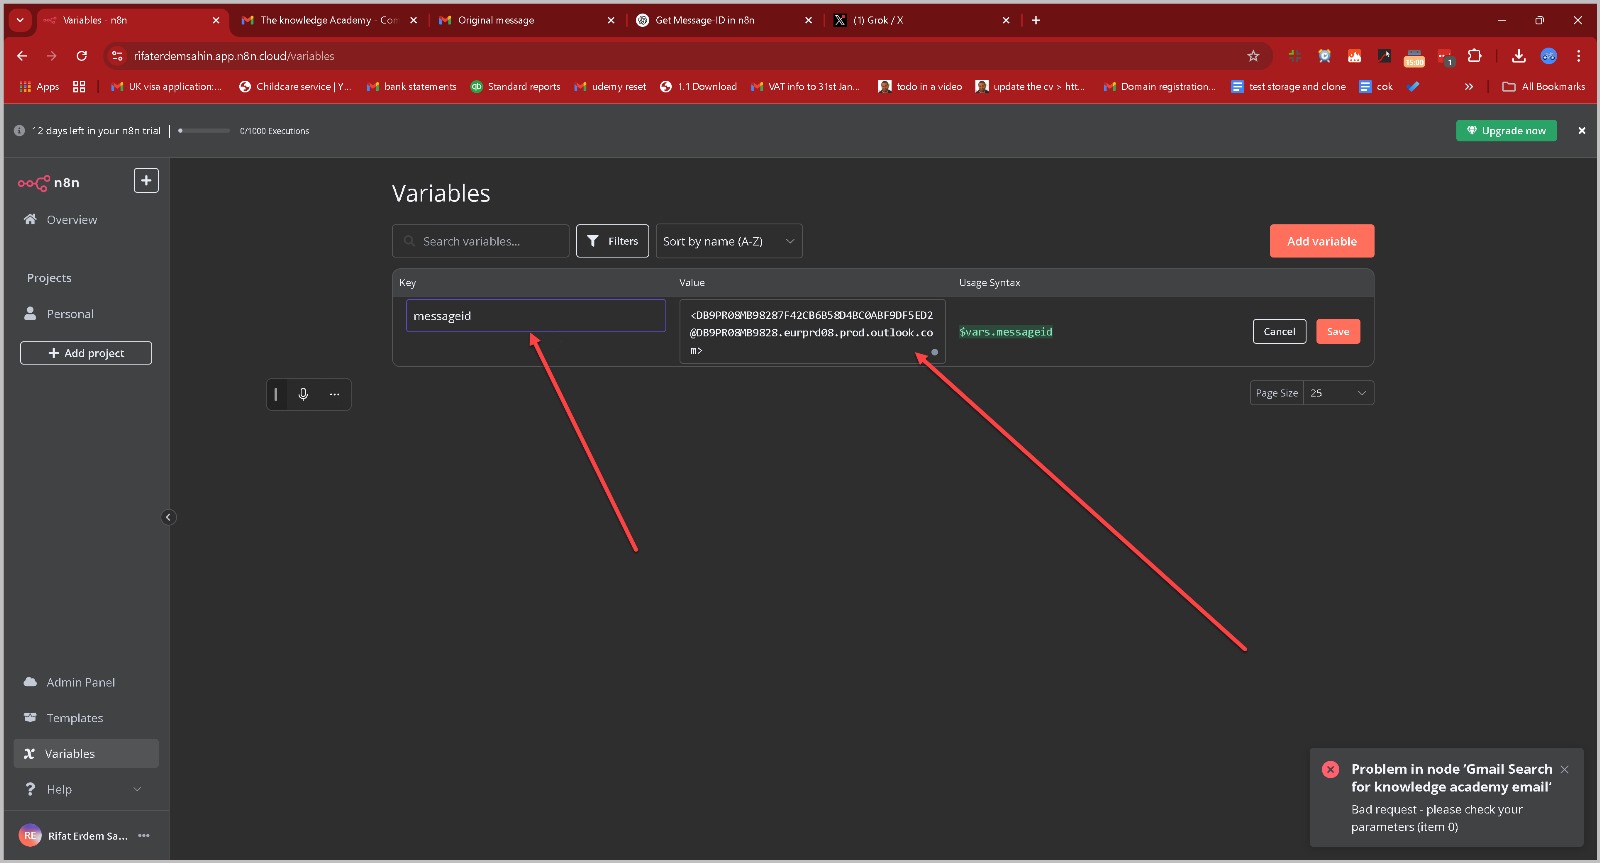 Variables - n8n
The knowledge Academy - Con
Original message
Get Message-ID in n8n
(1) Grok / X
rifaterdemsahin.app.n8n.cloud/variables
15:00
1
Apps
UK visa application:...
Childcare service | Y...
bank statements
qb
Standard reports
udemy reset
1.1 Download
VAT info to 31st Jan...
todo in a video
update the cv > htt...
Domain registration...
test storage and clone
cok
All Bookmarks
12 days left in your n8n trial
0/1000 Executions
Upgrade now
n8n
Overview
Projects
Personal
Add project
Admin Panel
Templates
Variables
Help
RE
Rifat Erdem Sa...
Variables
Search variables...
Filters
Sort by name (A-Z)
Add variable
Key
Value
Usage Syntax
messageid
<DB9PR08MB98287F42CB6B58D4BC0ABF9DF5ED2
@DB9PR08MB9828.eurprd08.prod.outlook.co
m>
$vars.messageid
Cancel
Save
Page Size
25
Problem in node ‘Gmail Search
for knowledge academy email‘
Bad request - please check your
parameters (item 0)